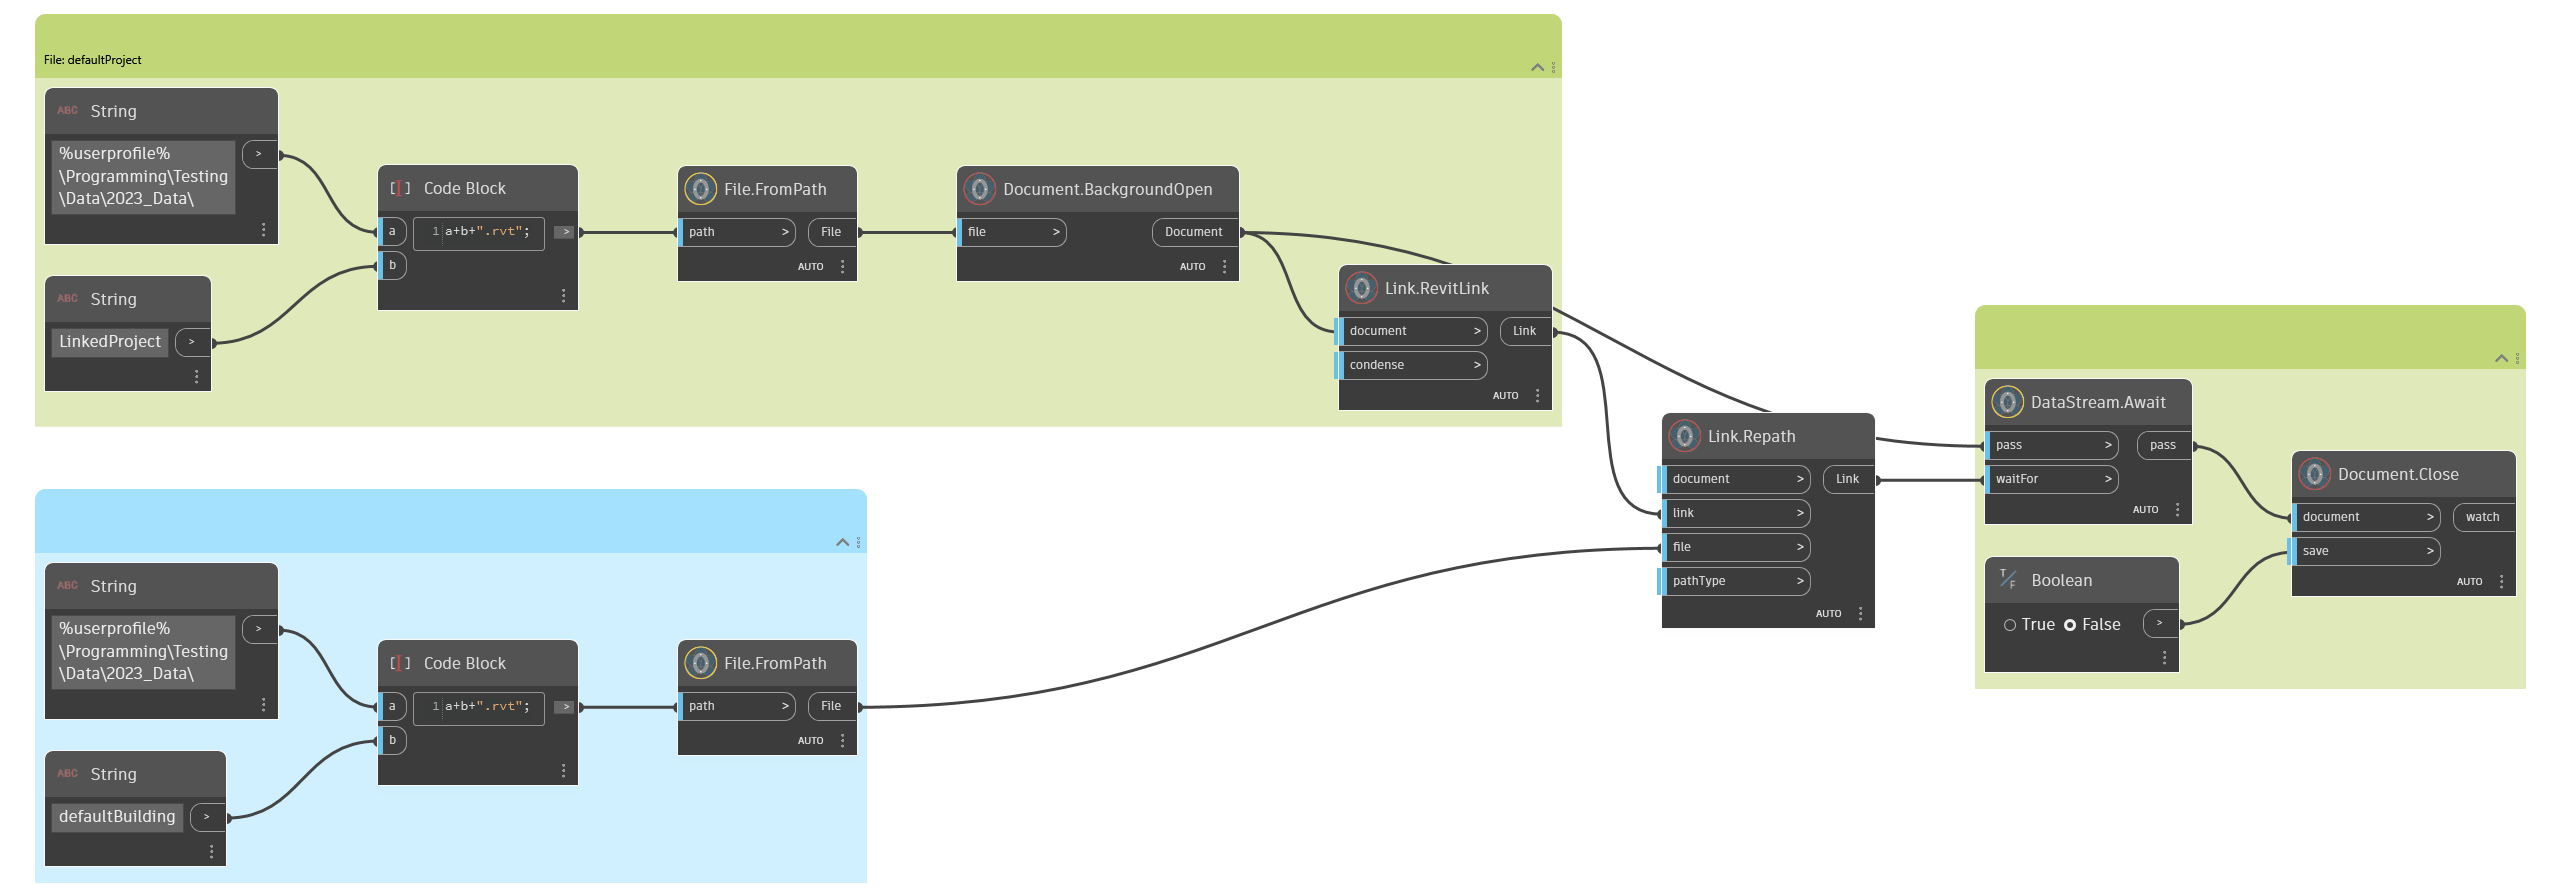 File: defaultProject
ABC String
%userprofile%
\Programming\Testing
\Data\2023_Data\
>
ABC String
LinkedProject >
[I] Code Block
a 1 a+b+".rvt"; >
b
File.FromPath
path > File
AUTO
Document.BackgroundOpen
file > Document
AUTO
Link.RevitLink
document > Link
condense >
AUTO
ABC String
%userprofile%
\Programming\Testing
\Data\2023_Data\
>
ABC String
defaultBuilding >
[I] Code Block
a 1 a+b+".rvt"; >
b
File.FromPath
path > File
AUTO
Link.Repath
document > Link
link >
file >
pathType >
AUTO
DataStream.Await
pass > pass
waitFor >
AUTO
T/F Boolean
True False >
Document.Close
document > watch
save >
AUTO